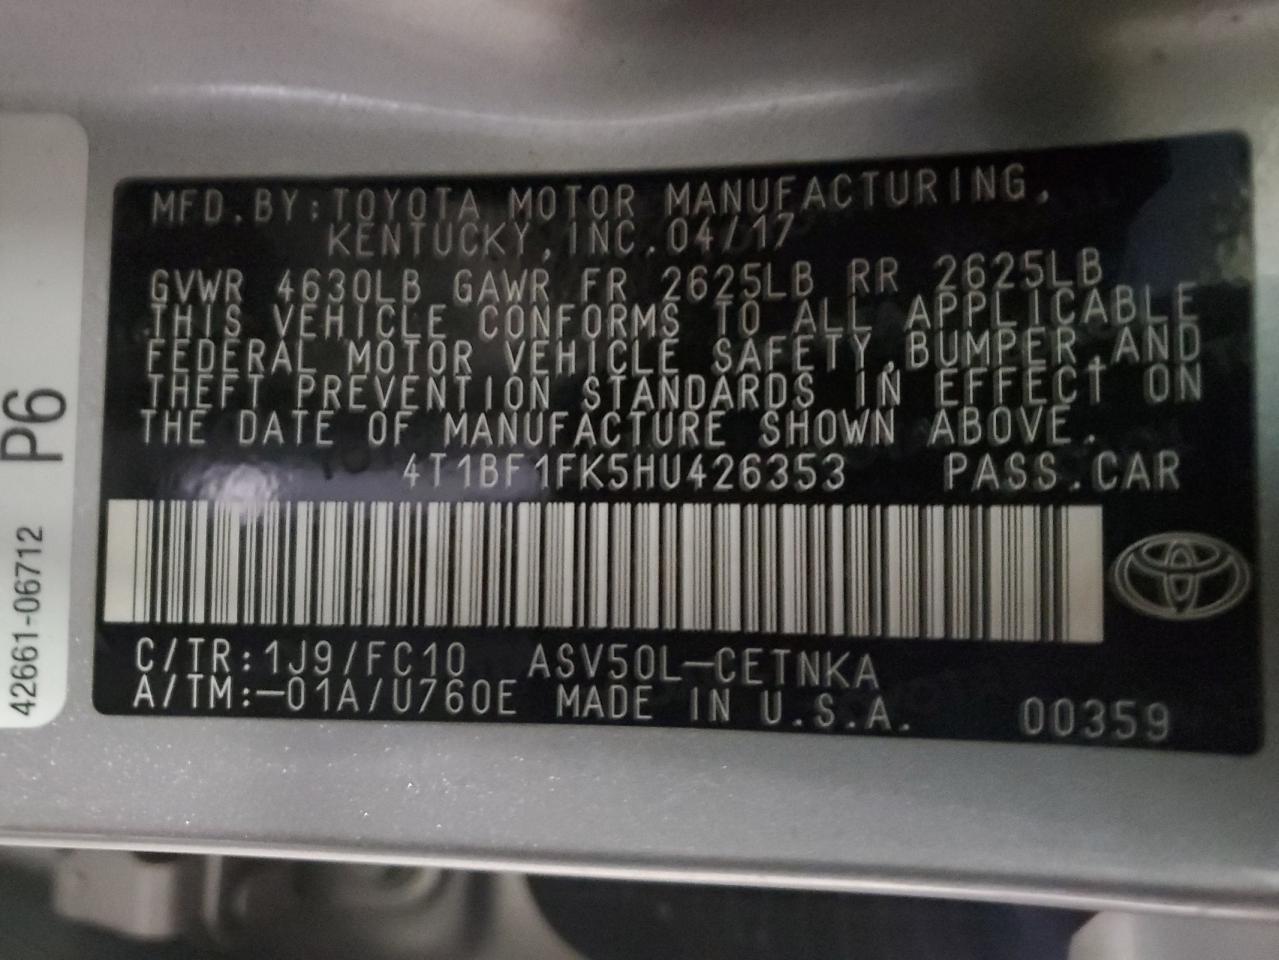 MFD.BY:TOYOTA MOTOR MANUFACTURING,
KENTUCKY,INC.04/17
GVWR 4630LB GAWR FR 2625LB RR 2625LB
THIS VEHICLE CONFORMS TO ALL APPLICABLE
FEDERAL MOTOR VEHICLE SAFETY,BUMPER,AND
THEFT PREVENTION STANDARDS IN EFFECT ON
THE DATE OF MANUFACTURE SHOWN ABOVE.
4T1BF1FK5HU426353 PASS.CAR
C/TR:1J9/FC10 ASV50L-CETNKA
A/TM:-01A/U760E MADE IN U.S.A. 00359
P6
42661-06712